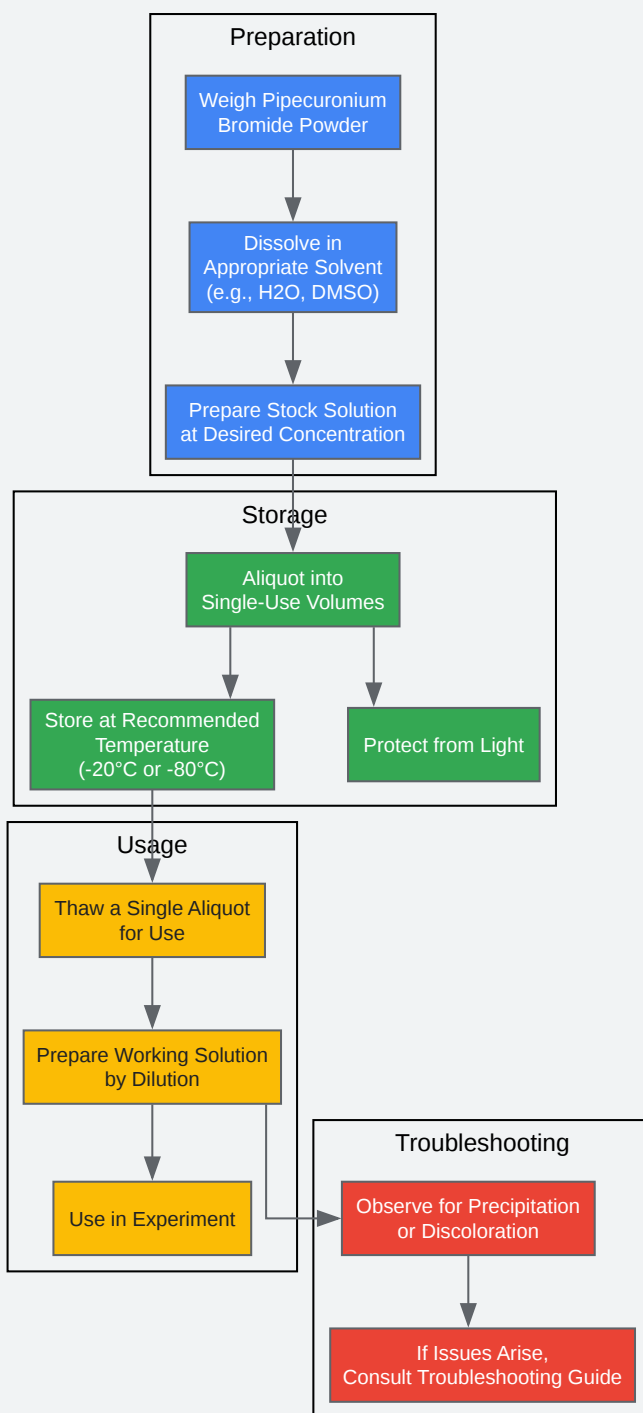 Preparation
Weigh Pipecuronium
Bromide Powder
Dissolve in
Appropriate Solvent
(e.g., H2O, DMSO)
Prepare Stock Solution
at Desired Concentration
Storage
Aliquot into
Single-Use Volumes
Store at Recommended
Temperature
(-20°C or -80°C)
Protect from Light
Usage
Thaw a Single Aliquot
for Use
Prepare Working Solution
by Dilution
Use in Experiment
Troubleshooting
Observe for Precipitation
or Discoloration
If Issues Arise,
Consult Troubleshooting Guide